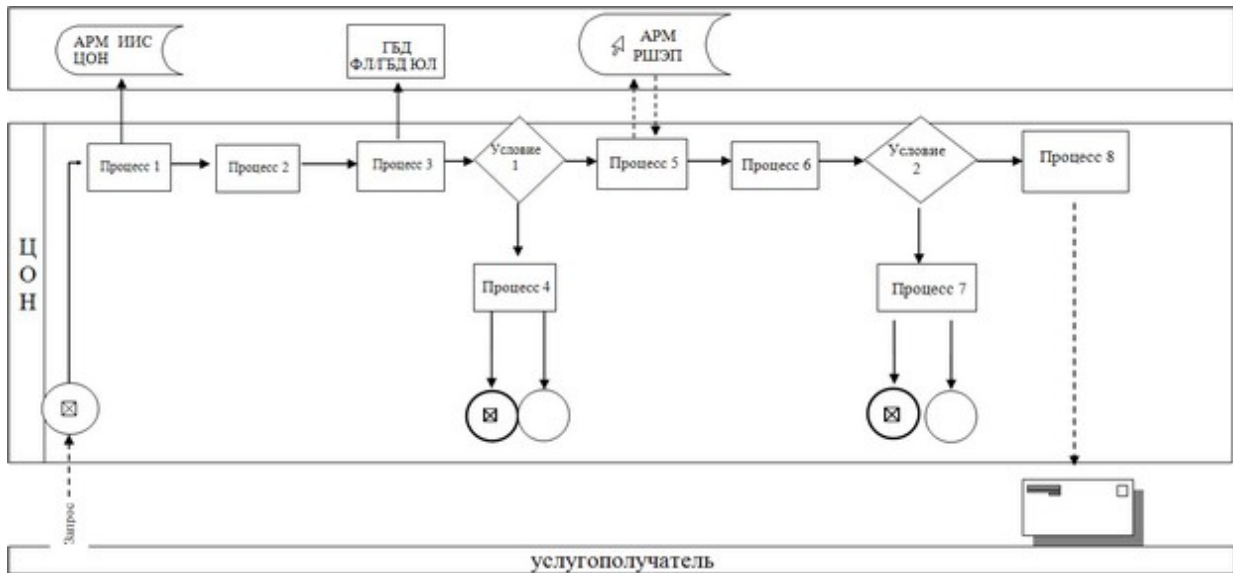 АРМ ИИС
ЦОН
ГБД
ФЛ/ГБД ЮЛ
АРМ
РШЭП
Процесс 1
Процесс 2
Процесс 3
Условие
1
Процесс 5
Процесс 6
Условие
2
Процесс 8
Ц
О
Н
Процесс 4
Процесс 7
Запрос
услугополучатель